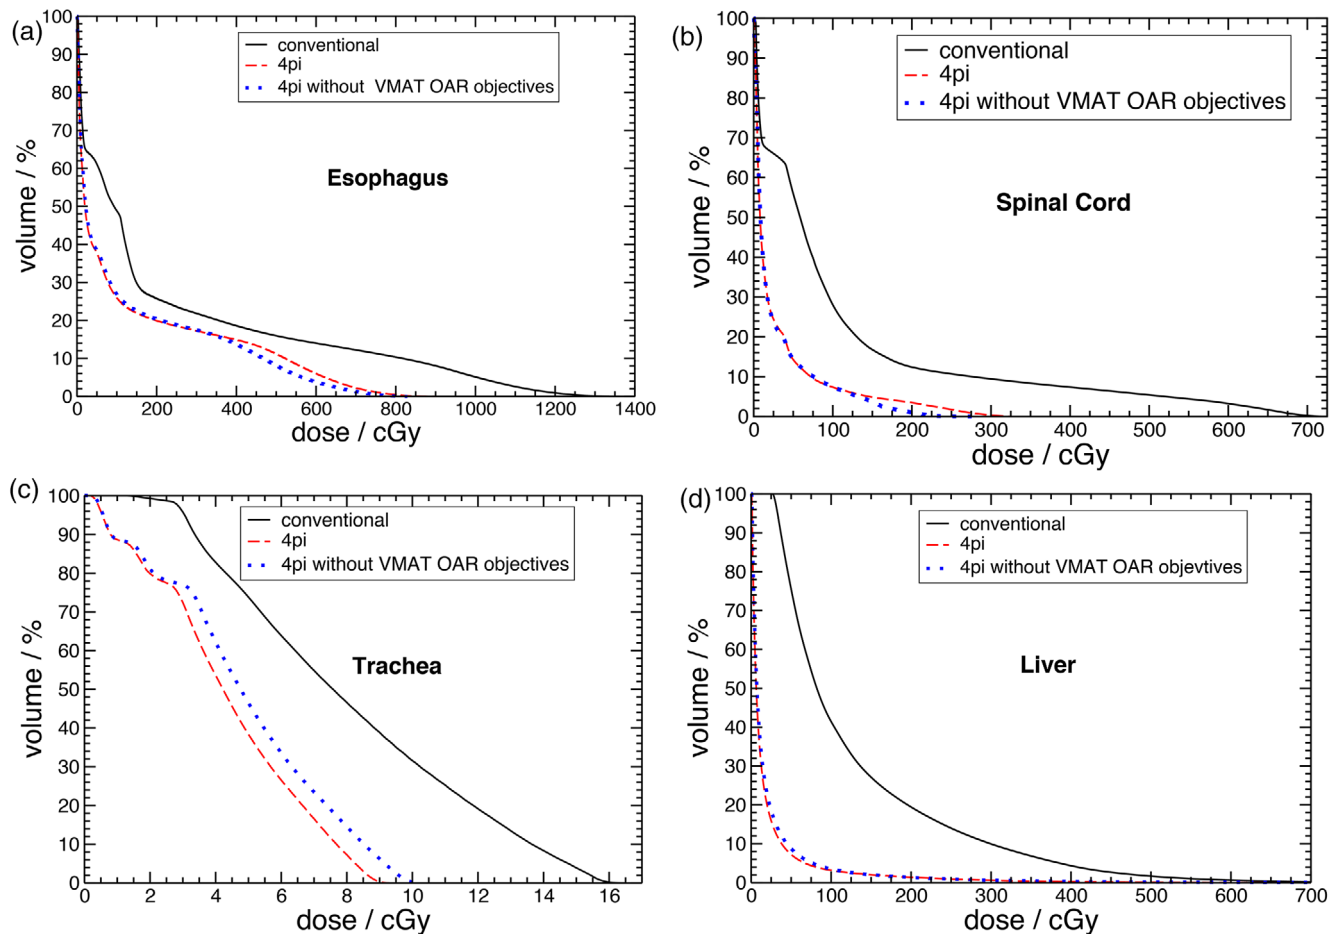 (a)
conventional
4pi
4pi without VMAT OAR objectives
Esophagus
volume / %
100
90
80
70
60
50
40
30
20
10
0
0 200 400 600 800 1000 1200 1400
dose / cGy
(b)
conventional
4pi
4pi without VMAT OAR objectives
Spinal Cord
volume / %
100
90
80
70
60
50
40
30
20
10
0
0 100 200 300 400 500 600 700
dose / cGy
(c)
conventional
4pi
4pi without VMAT OAR objectives
Trachea
volume / %
100
90
80
70
60
50
40
30
20
10
0
0 2 4 6 8 10 12 14 16
dose / cGy
(d)
conventional
4pi
4pi without VMAT OAR objevtives
Liver
volume / %
100
90
80
70
60
50
40
30
20
10
0
0 100 200 300 400 500 600 700
dose / cGy